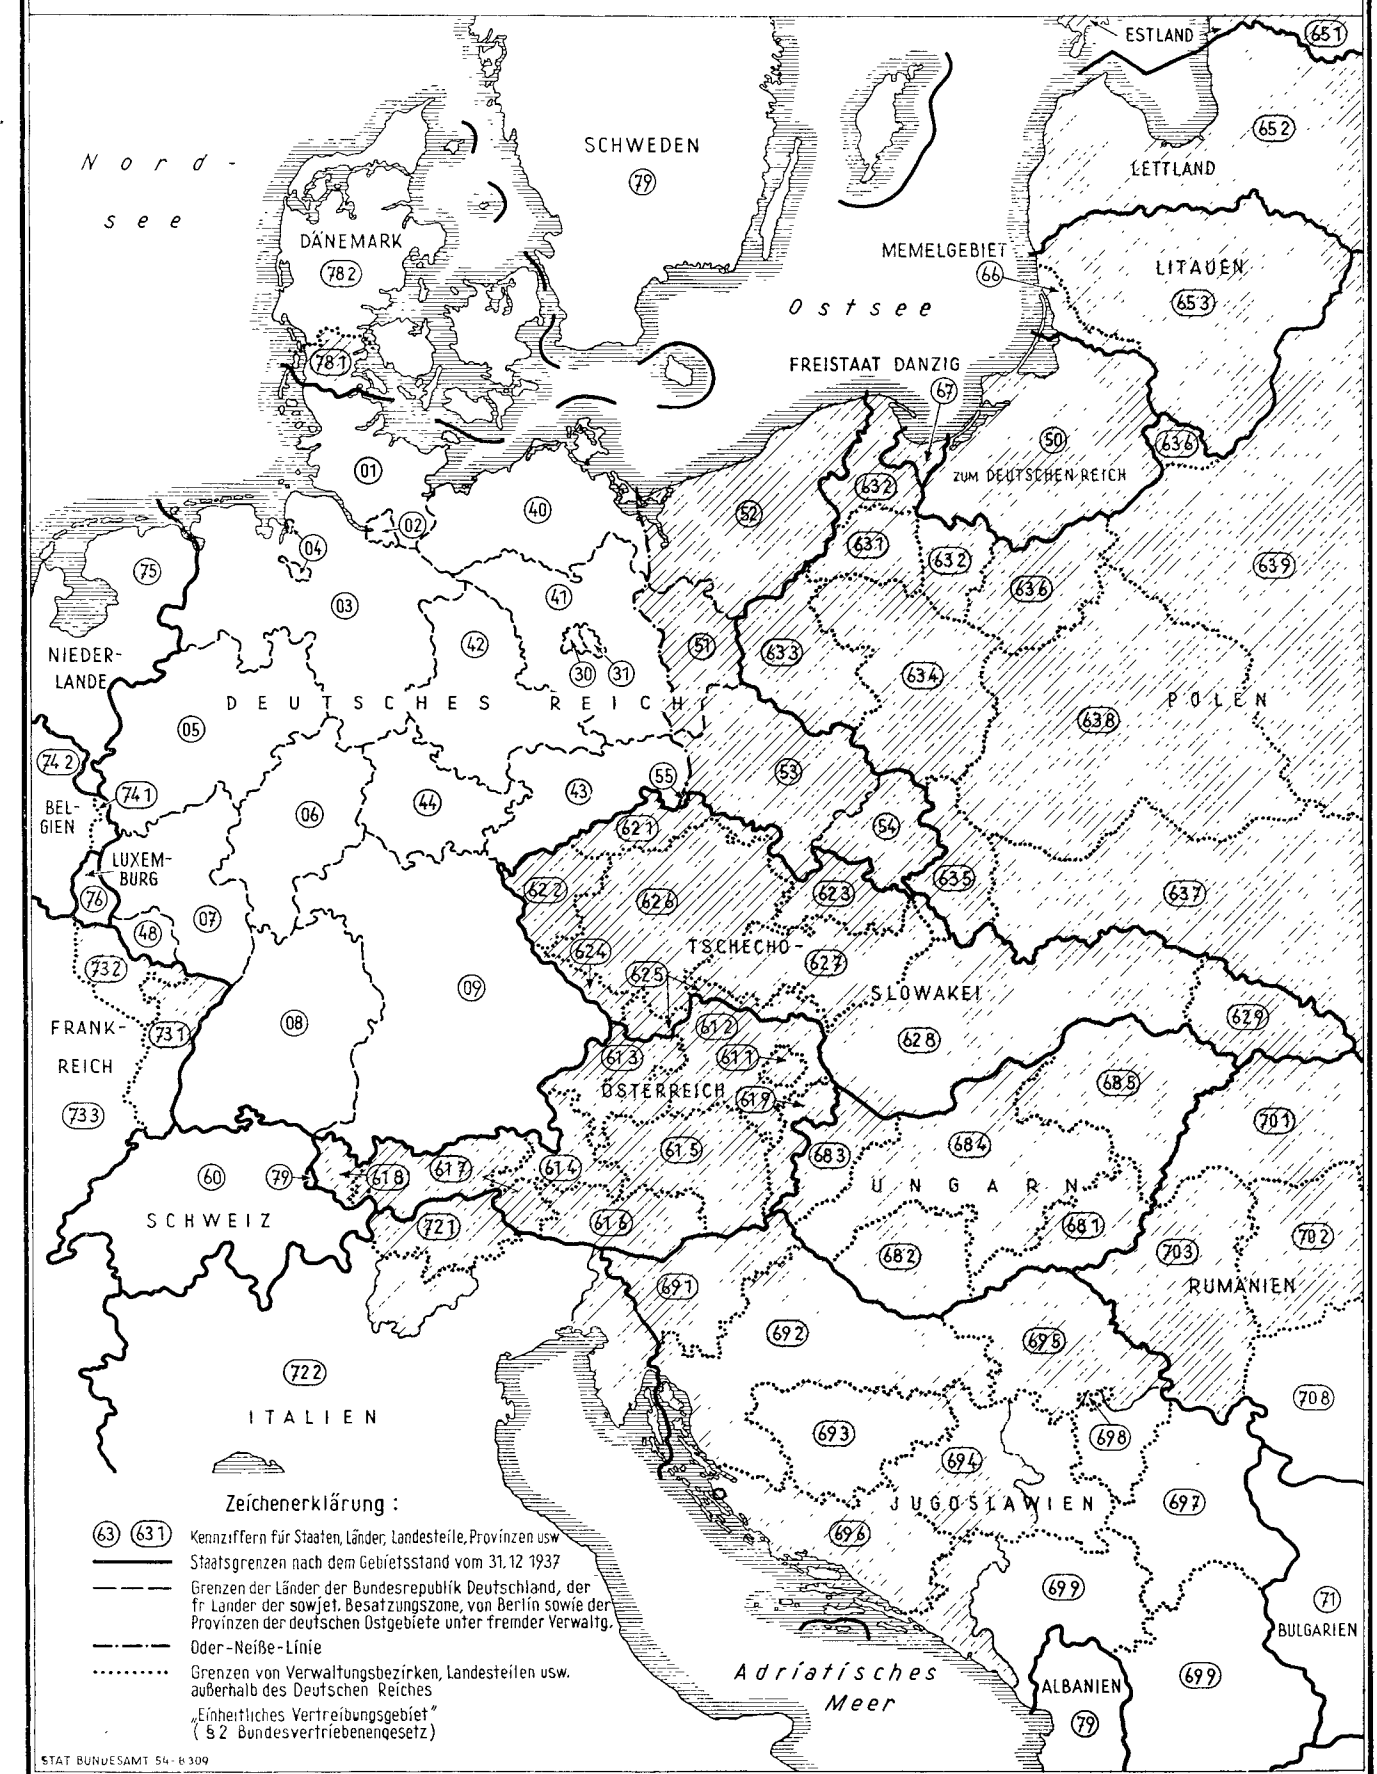 ESTLAND
651
Nord-
see
SCHWEDEN
79
652
LETTLAND
DÄNEMARK
782
MEMELGEBIET
66
LITAUEN
653
Ostsee
781
FREISTAAT DANZIG
67
01
50
ZUM DEUTSCHEN REICH
636
632
52
40
02
04
631
632
639
75
03
41
636
42
51
633
NIEDER-
LANDE
30
31
634
DEUTSCHES REICH
POLEN
05
638
742
55
53
741
43
BEL-
GIEN
06
44
621
54
LUXEM-
BURG
635
76
622
626
623
637
07
48
TSCHECHO-
624
627
732
625
09
SLOWAKEI
FRANK-
REICH
731
08
612
629
628
613
611
ÖSTERREICH
619
685
733
701
684
615
683
60
79
618
617
614
UNGARN
SCHWEIZ
721
616
681
702
682
703
691
RUMÄNIEN
692
695
722
708
ITALIEN
693
698
694
JUGOSLAWIEN
697
696
699
71
BULGARIEN
Adriatisches
Meer
ALBANIEN
79
699
Zeichenerklärung :
63 631 Kennziffern für Staaten, Länder, Landesteile, Provinzen usw
Staatsgrenzen nach dem Gebietsstand vom 31.12 1937
Grenzen der Länder der Bundesrepublik Deutschland, der
fr Länder der sowjet. Besatzungszone, von Berlin sowie der
Provinzen der deutschen Ostgebiete unter fremder Verwaltg.
Oder-Neiße-Linie
Grenzen von Verwaltungsbezirken, Landesteilen usw.
außerhalb des Deutschen Reiches
„Einheitliches Vertreibungsgebiet"
( § 2 Bundesvertriebenengesetz)
STAT BUNDESAMT 54-B309